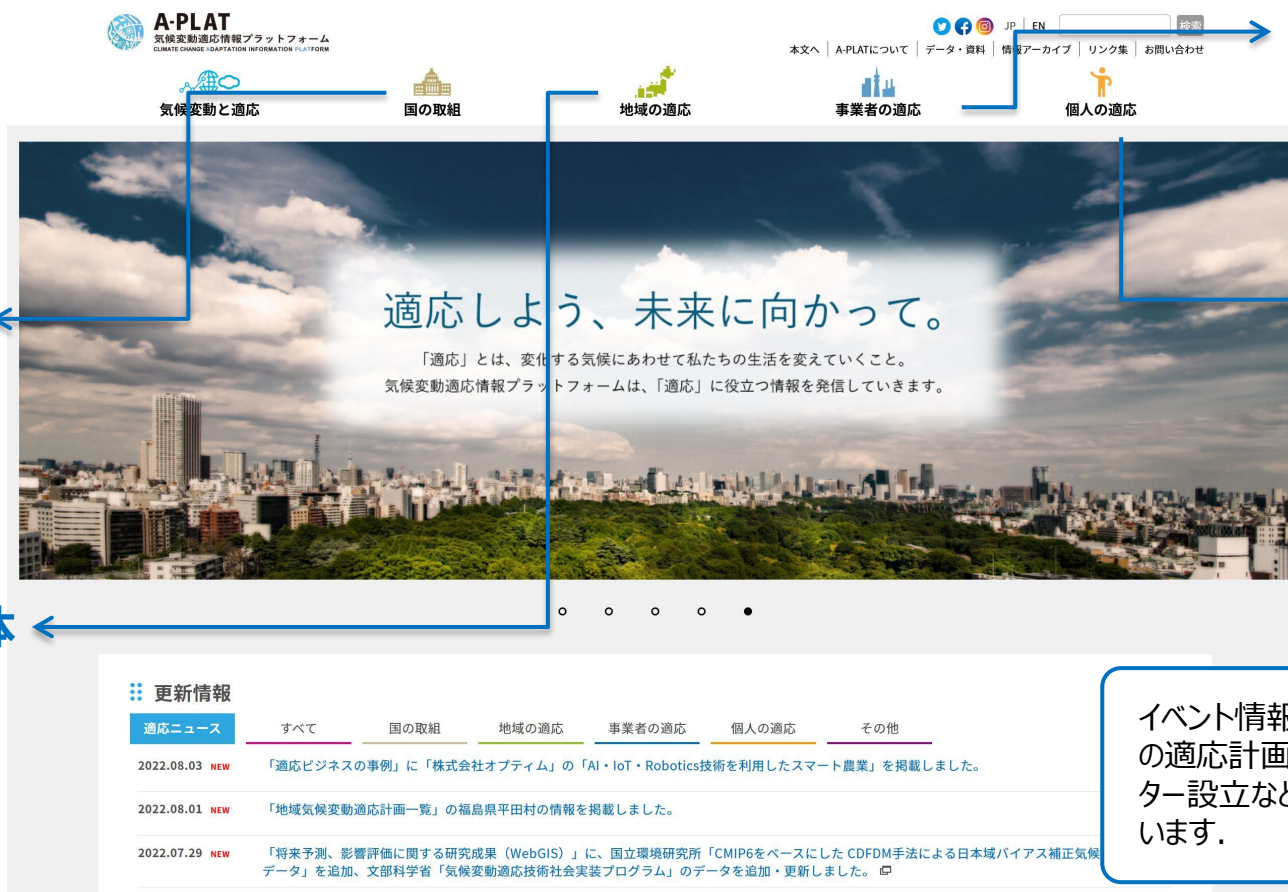 A-PLAT
気候変動適応情報プラットフォーム
CLIMATE CHANGE ADAPTATION INFORMATION PLATFORM
JP | EN 検索
本文へ | A-PLATについて | データ・資料 | 情報アーカイブ | リンク集 | お問い合わせ
気候変動と適応 国の取組 地域の適応 事業者の適応 個人の適応
適応しよう、未来に向かって。
「適応」とは、変化する気候にあわせて私たちの生活を変えていくこと。
気候変動適応情報プラットフォームは、「適応」に役立つ情報を発信していきます。
体
更新情報
適応ニュース すべて 国の取組 地域の適応 事業者の適応 個人の適応 その他
2022.08.03 NEW 「適応ビジネスの事例」に「株式会社オプティム」の「AI・IoT・Robotics技術を利用したスマート農業」を掲載しました。
2022.08.01 NEW 「地域気候変動適応計画一覧」の福島県平田村の情報を掲載しました。
2022.07.29 NEW 「将来予測、影響評価に関する研究成果（WebGIS）」に、国立環境研究所「CMIP6をベースにした CDFDM手法による日本域バイアス補正気候
データ」を追加、文部科学省「気候変動適応技術社会実装プログラム」のデータを追加・更新しました。
イベント情報
の適応計画
ター設立など
います.